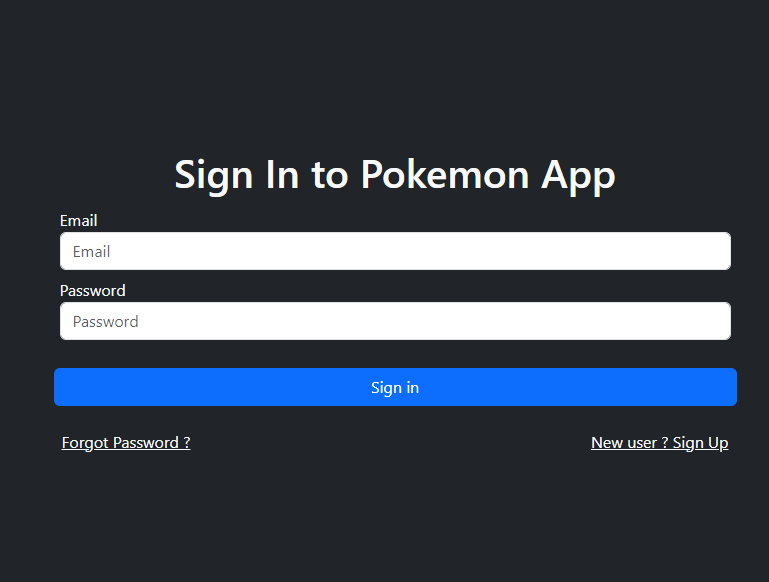 Sign In to Pokemon App
Email
Email
Password
Password
Sign in
Forgot Password ?
New user ? Sign Up